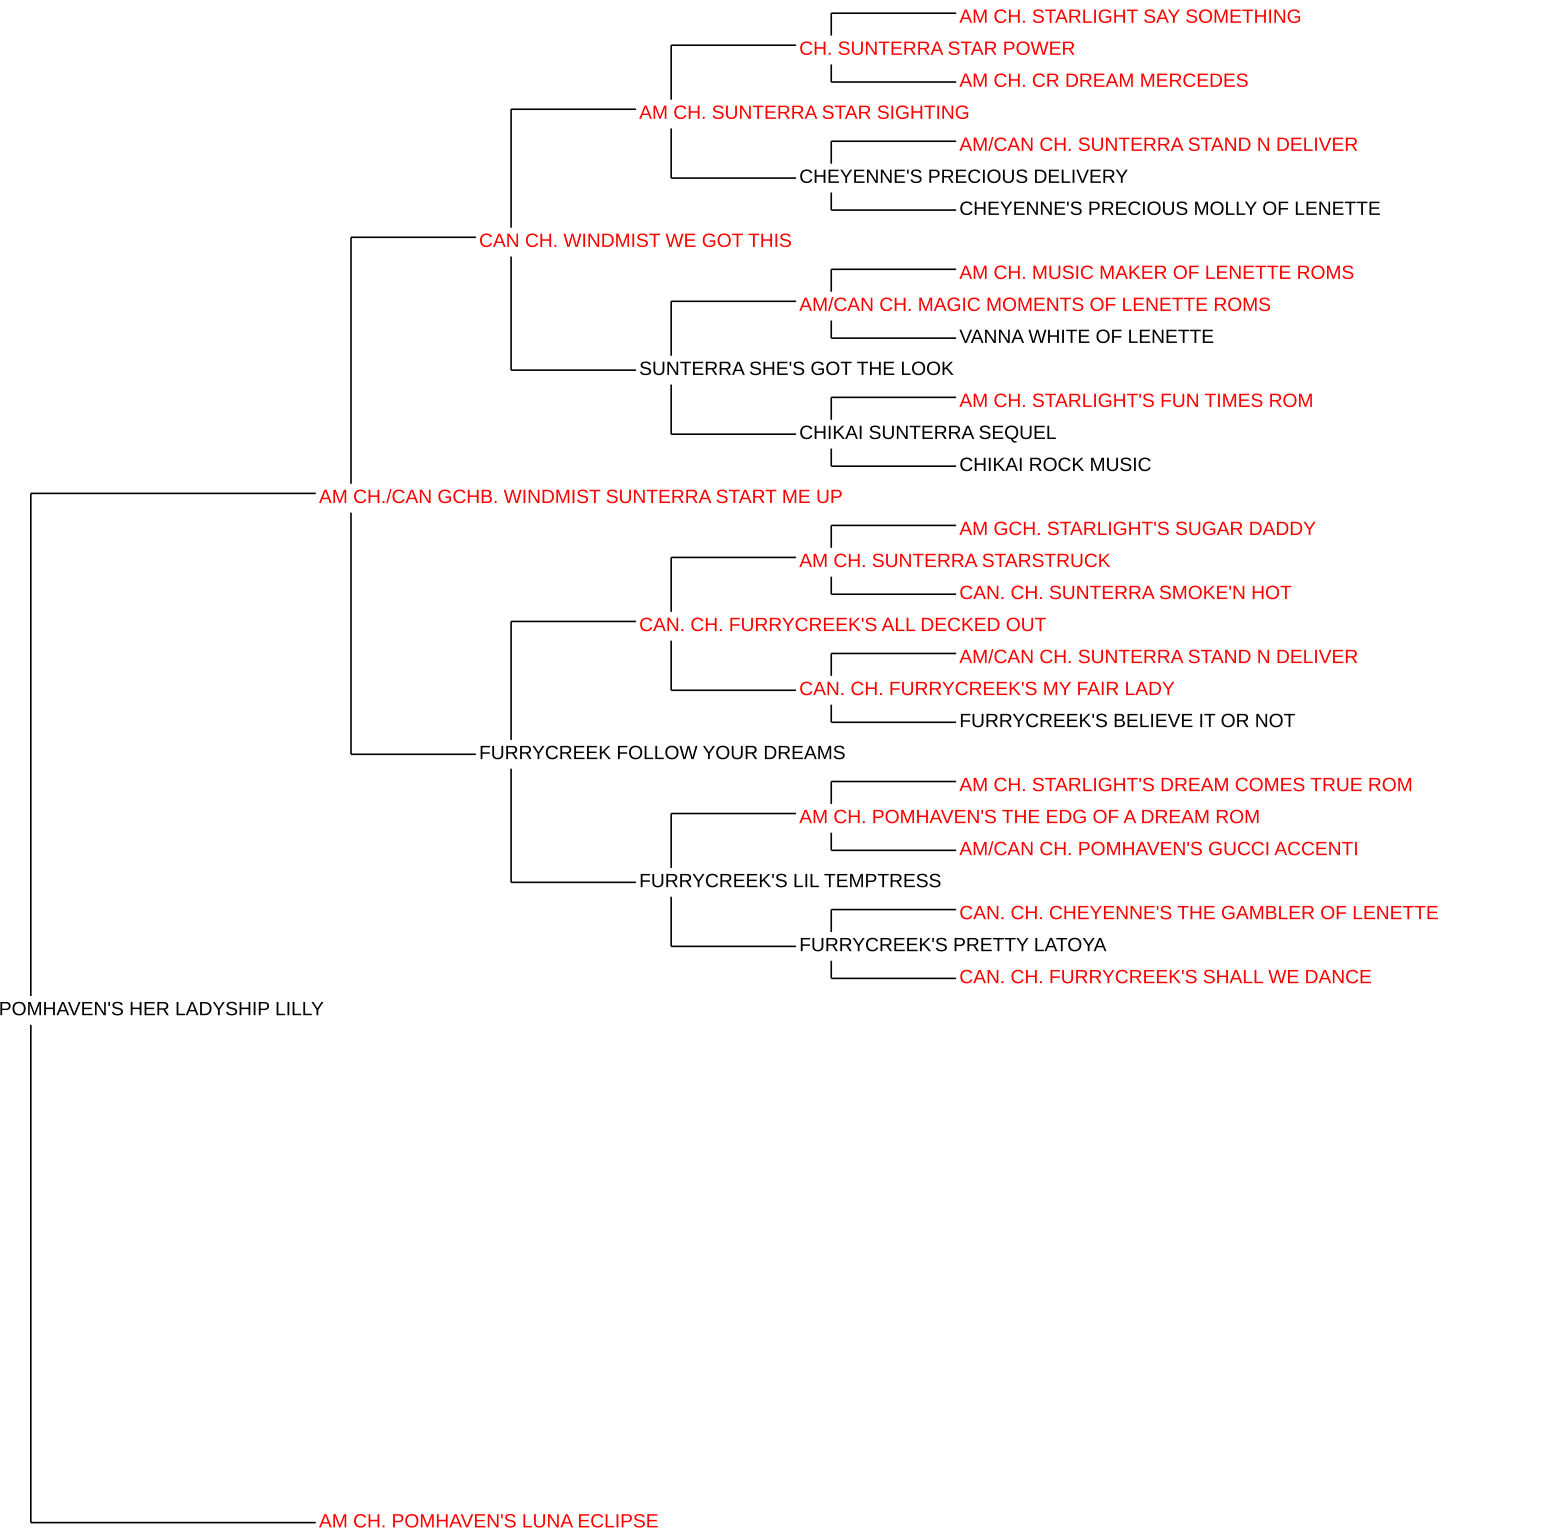 AM CH. STARLIGHT SAY SOMETHING
CH. SUNTERRA STAR POWER
AM CH. CR DREAM MERCEDES
AM CH. SUNTERRA STAR SIGHTING
AM/CAN CH. SUNTERRA STAND N DELIVER
CHEYENNE'S PRECIOUS DELIVERY
CHEYENNE'S PRECIOUS MOLLY OF LENETTE
CAN CH. WINDMIST WE GOT THIS
AM CH. MUSIC MAKER OF LENETTE ROMS
AM/CAN CH. MAGIC MOMENTS OF LENETTE ROMS
VANNA WHITE OF LENETTE
SUNTERRA SHE'S GOT THE LOOK
AM CH. STARLIGHT'S FUN TIMES ROM
CHIKAI SUNTERRA SEQUEL
CHIKAI ROCK MUSIC
AM CH./CAN GCHB. WINDMIST SUNTERRA START ME UP
AM GCH. STARLIGHT'S SUGAR DADDY
AM CH. SUNTERRA STARSTRUCK
CAN. CH. SUNTERRA SMOKE'N HOT
CAN. CH. FURRYCREEK'S ALL DECKED OUT
AM/CAN CH. SUNTERRA STAND N DELIVER
CAN. CH. FURRYCREEK'S MY FAIR LADY
FURRYCREEK'S BELIEVE IT OR NOT
FURRYCREEK FOLLOW YOUR DREAMS
AM CH. STARLIGHT'S DREAM COMES TRUE ROM
AM CH. POMHAVEN'S THE EDG OF A DREAM ROM
AM/CAN CH. POMHAVEN'S GUCCI ACCENTI
FURRYCREEK'S LIL TEMPTRESS
CAN. CH. CHEYENNE'S THE GAMBLER OF LENETTE
FURRYCREEK'S PRETTY LATOYA
CAN. CH. FURRYCREEK'S SHALL WE DANCE
POMHAVEN'S HER LADYSHIP LILLY
AM CH. POMHAVEN'S LUNA ECLIPSE